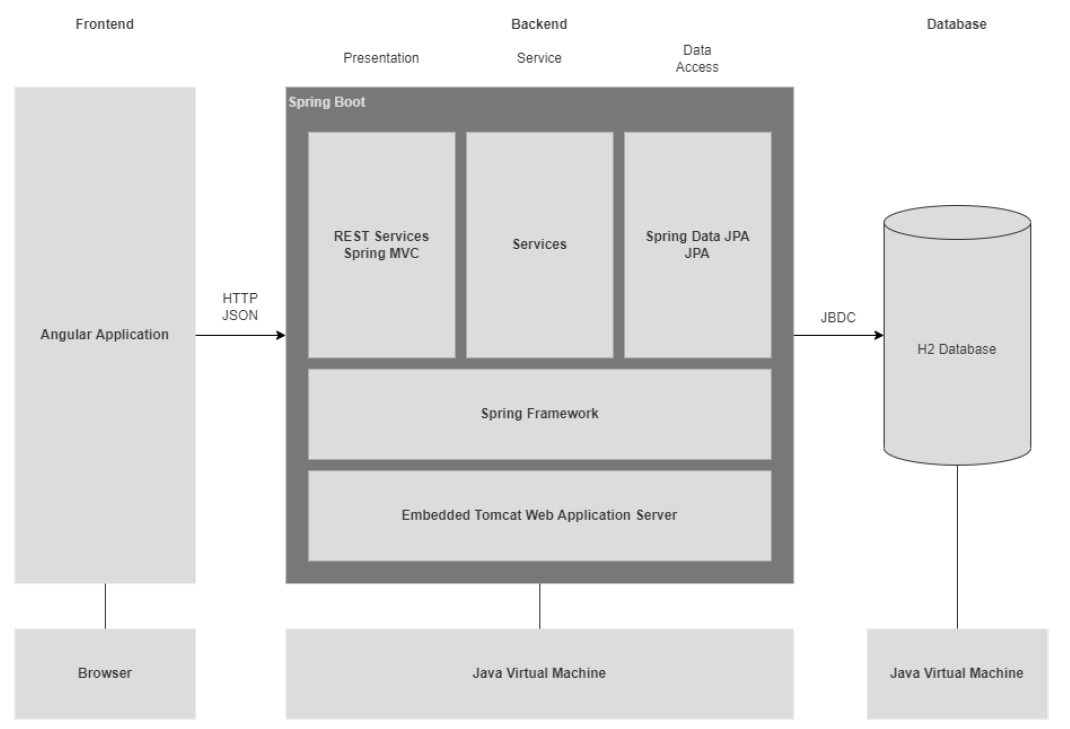 Frontend
Backend
Database
Presentation
Service
Data
Access
Spring Boot
REST Services
Spring MVC
Services
Spring Data JPA
JPA
HTTP
JSON
Angular Application
JBDC
H2 Database
Spring Framework
Embedded Tomcat Web Application Server
Browser
Java Virtual Machine
Java Virtual Machine